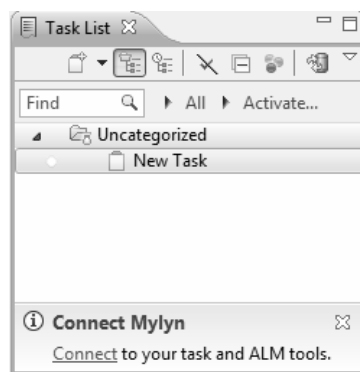 Task List
Find All Activate...
Uncategorized
New Task
Connect Mylyn
Connect to your task and ALM tools.